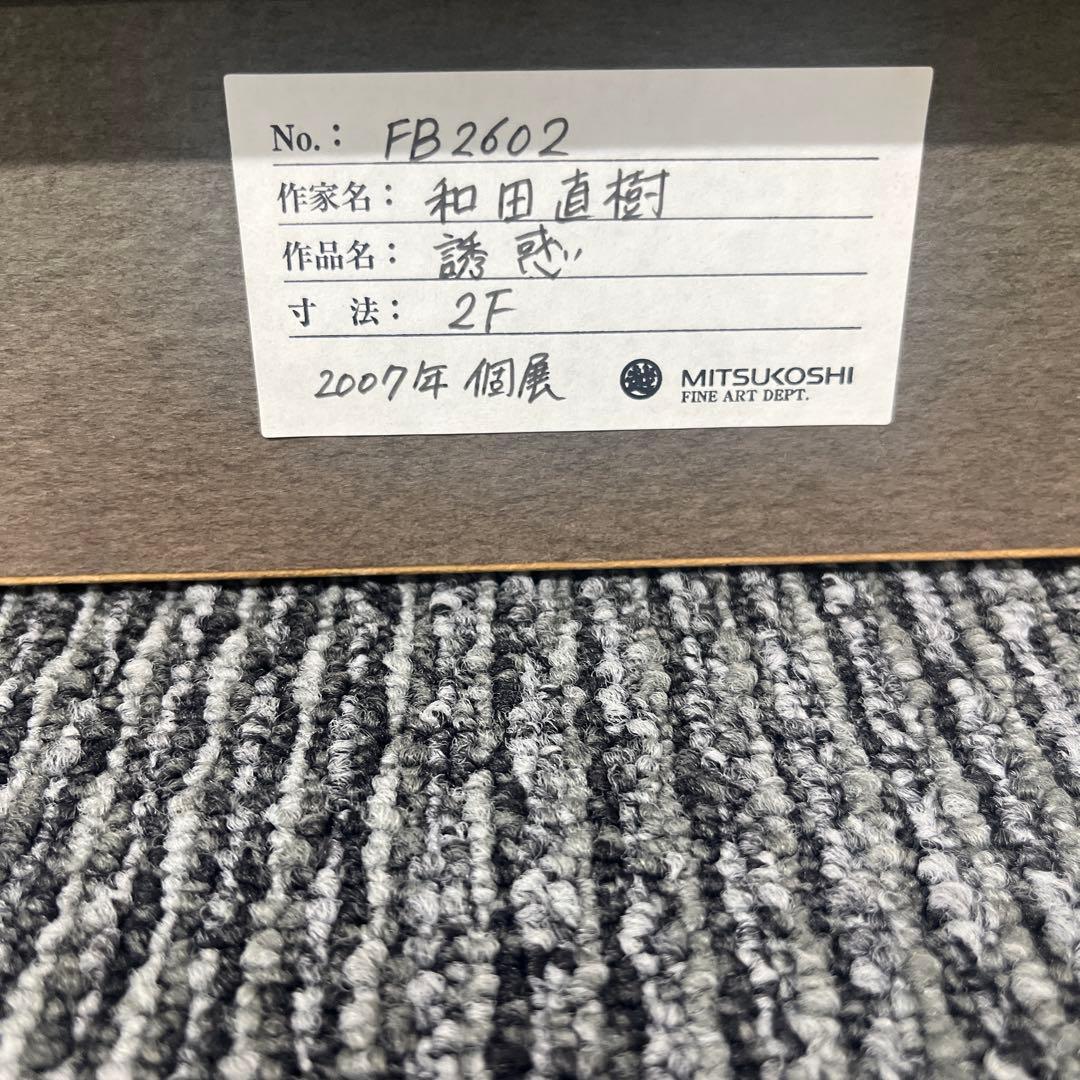 No.: FB2602
作家名: 和田直樹
作品名: 誘惑
寸 法: 2F
2007年 個展
越 MITSUKOSHI
FINE ART DEPT.